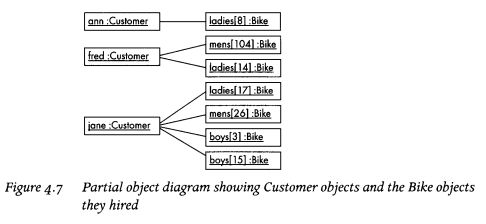 ann :Customer
ladies[8] :Bike
fred :Customer
mens[104] :Bike
ladies[14] :Bike
jane :Customer
ladies[17] :Bike
mens[26] :Bike
boys[3] :Bike
boys[15] :Bike
Figure 4.7 Partial object diagram showing Customer objects and the Bike objects
they hired